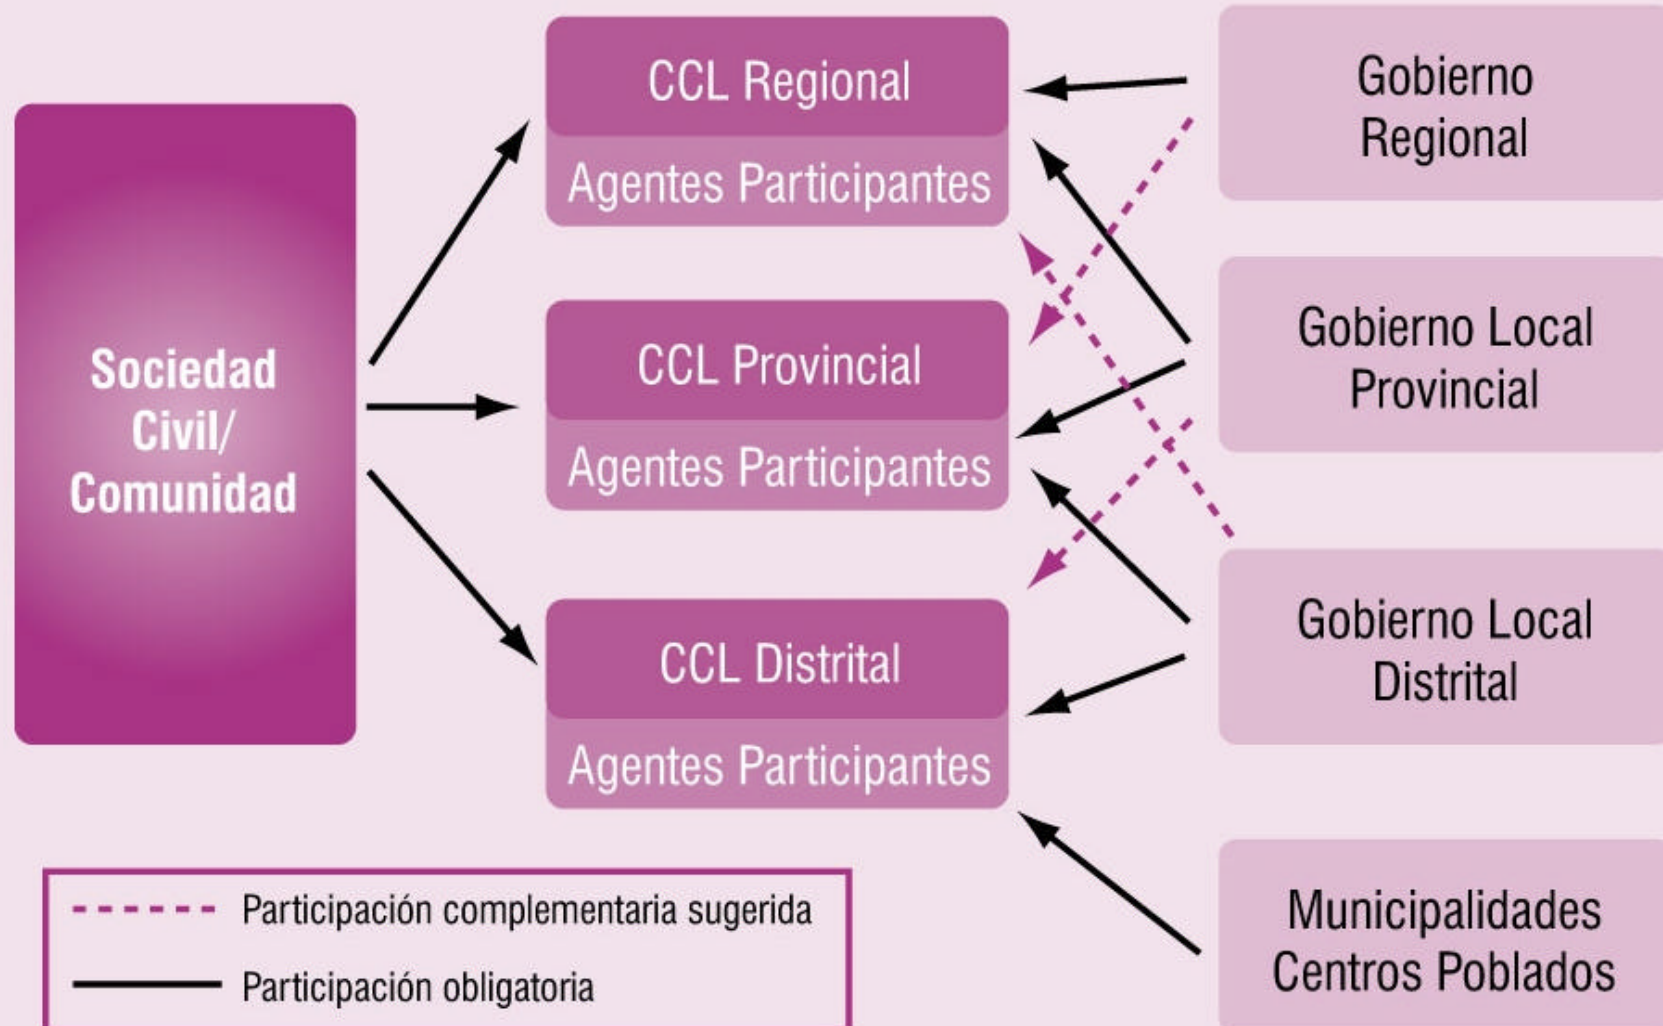 Sociedad
Civil/
Comunidad
CCL Regional
Agentes Participantes
CCL Provincial
Agentes Participantes
CCL Distrital
Agentes Participantes
Gobierno
Regional
Gobierno Local
Provincial
Gobierno Local
Distrital
Municipalidades
Centros Poblados
Participación complementaria sugerida
Participación obligatoria